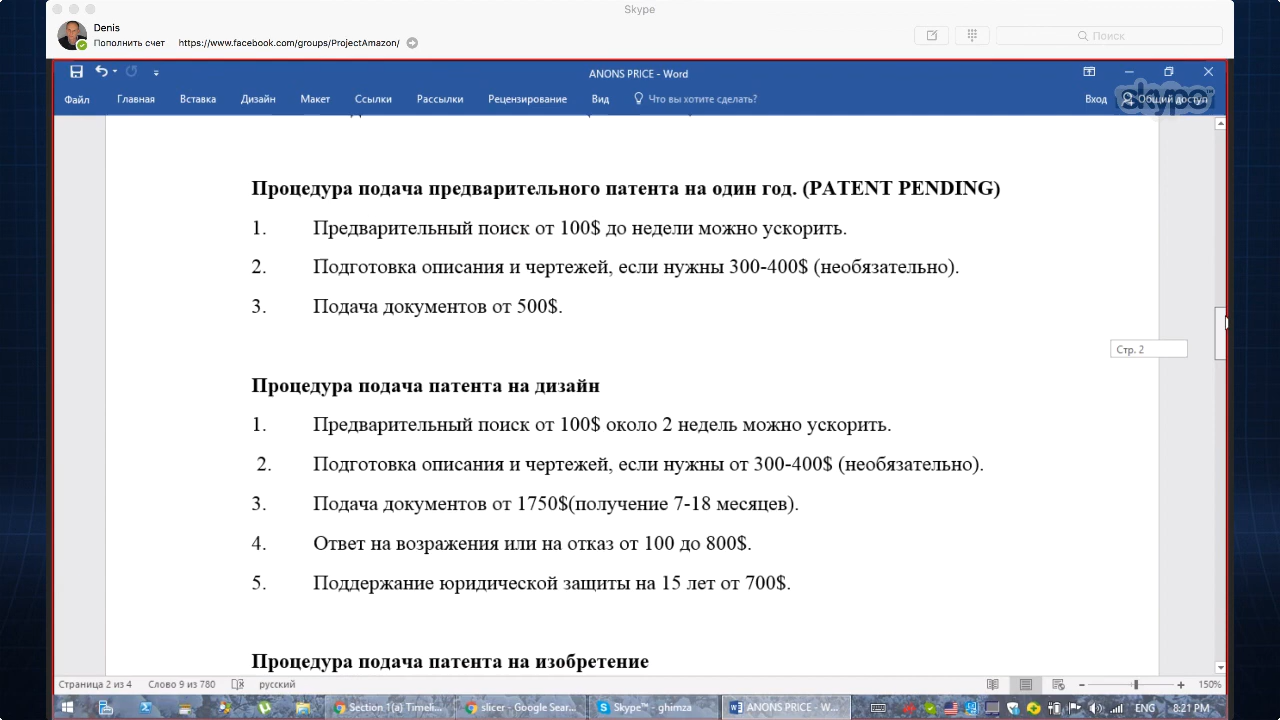 Skype
Denis
Пополнить счет https://www.facebook.com/groups/ProjectAmazon/
Поиск
ANONS PRICE - Word
Файл Главная Вставка Дизайн Макет Ссылки Рассылки Рецензирование Вид Что вы хотите сделать? Вход Общий доступ
skype
Процедура подача предварительного патента на один год. (PATENT PENDING)
1. Предварительный поиск от 100$ до недели можно ускорить.
2. Подготовка описания и чертежей, если нужны 300-400$ (необязательно).
3. Подача документов от 500$.
Стр. 2
Процедура подача патента на дизайн
1. Предварительный поиск от 100$ около 2 недель можно ускорить.
2. Подготовка описания и чертежей, если нужны от 300-400$ (необязательно).
3. Подача документов от 1750$(получение 7-18 месяцев).
4. Ответ на возражения или на отказ от 100 до 800$.
5. Поддержание юридической защиты на 15 лет от 700$.
Процедура подача патента на изобретение
Страница 2 из 4 Слово 9 из 780 русский 150%
Section 1(a) Timeli... slicer - Google Sear... Skype™ - ghimza ANONS PRICE - W... ENG 8:21 PM